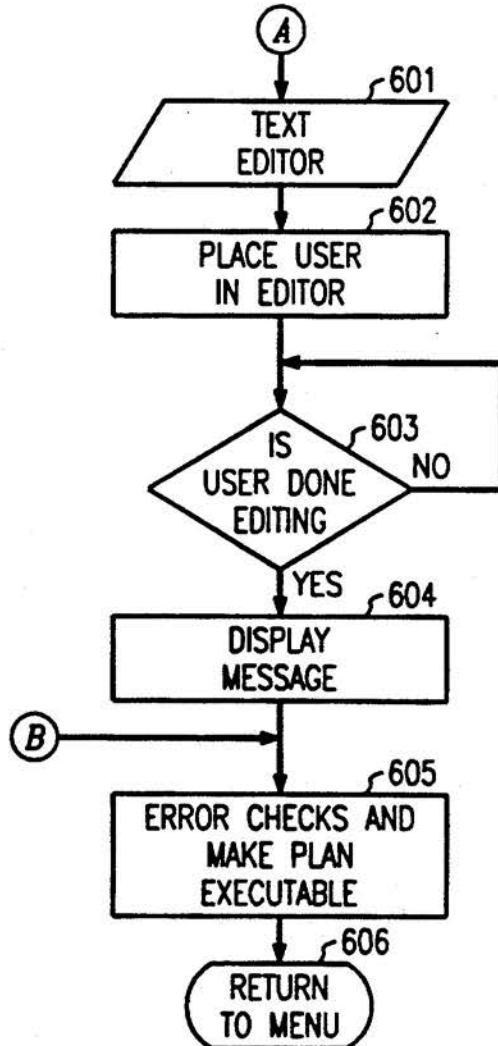 A
601
TEXT
EDITOR
602
PLACE USER
IN EDITOR
603
IS
USER DONE
EDITING
NO
YES
604
DISPLAY
MESSAGE
B
605
ERROR CHECKS AND
MAKE PLAN
EXECUTABLE
606
RETURN
TO MENU